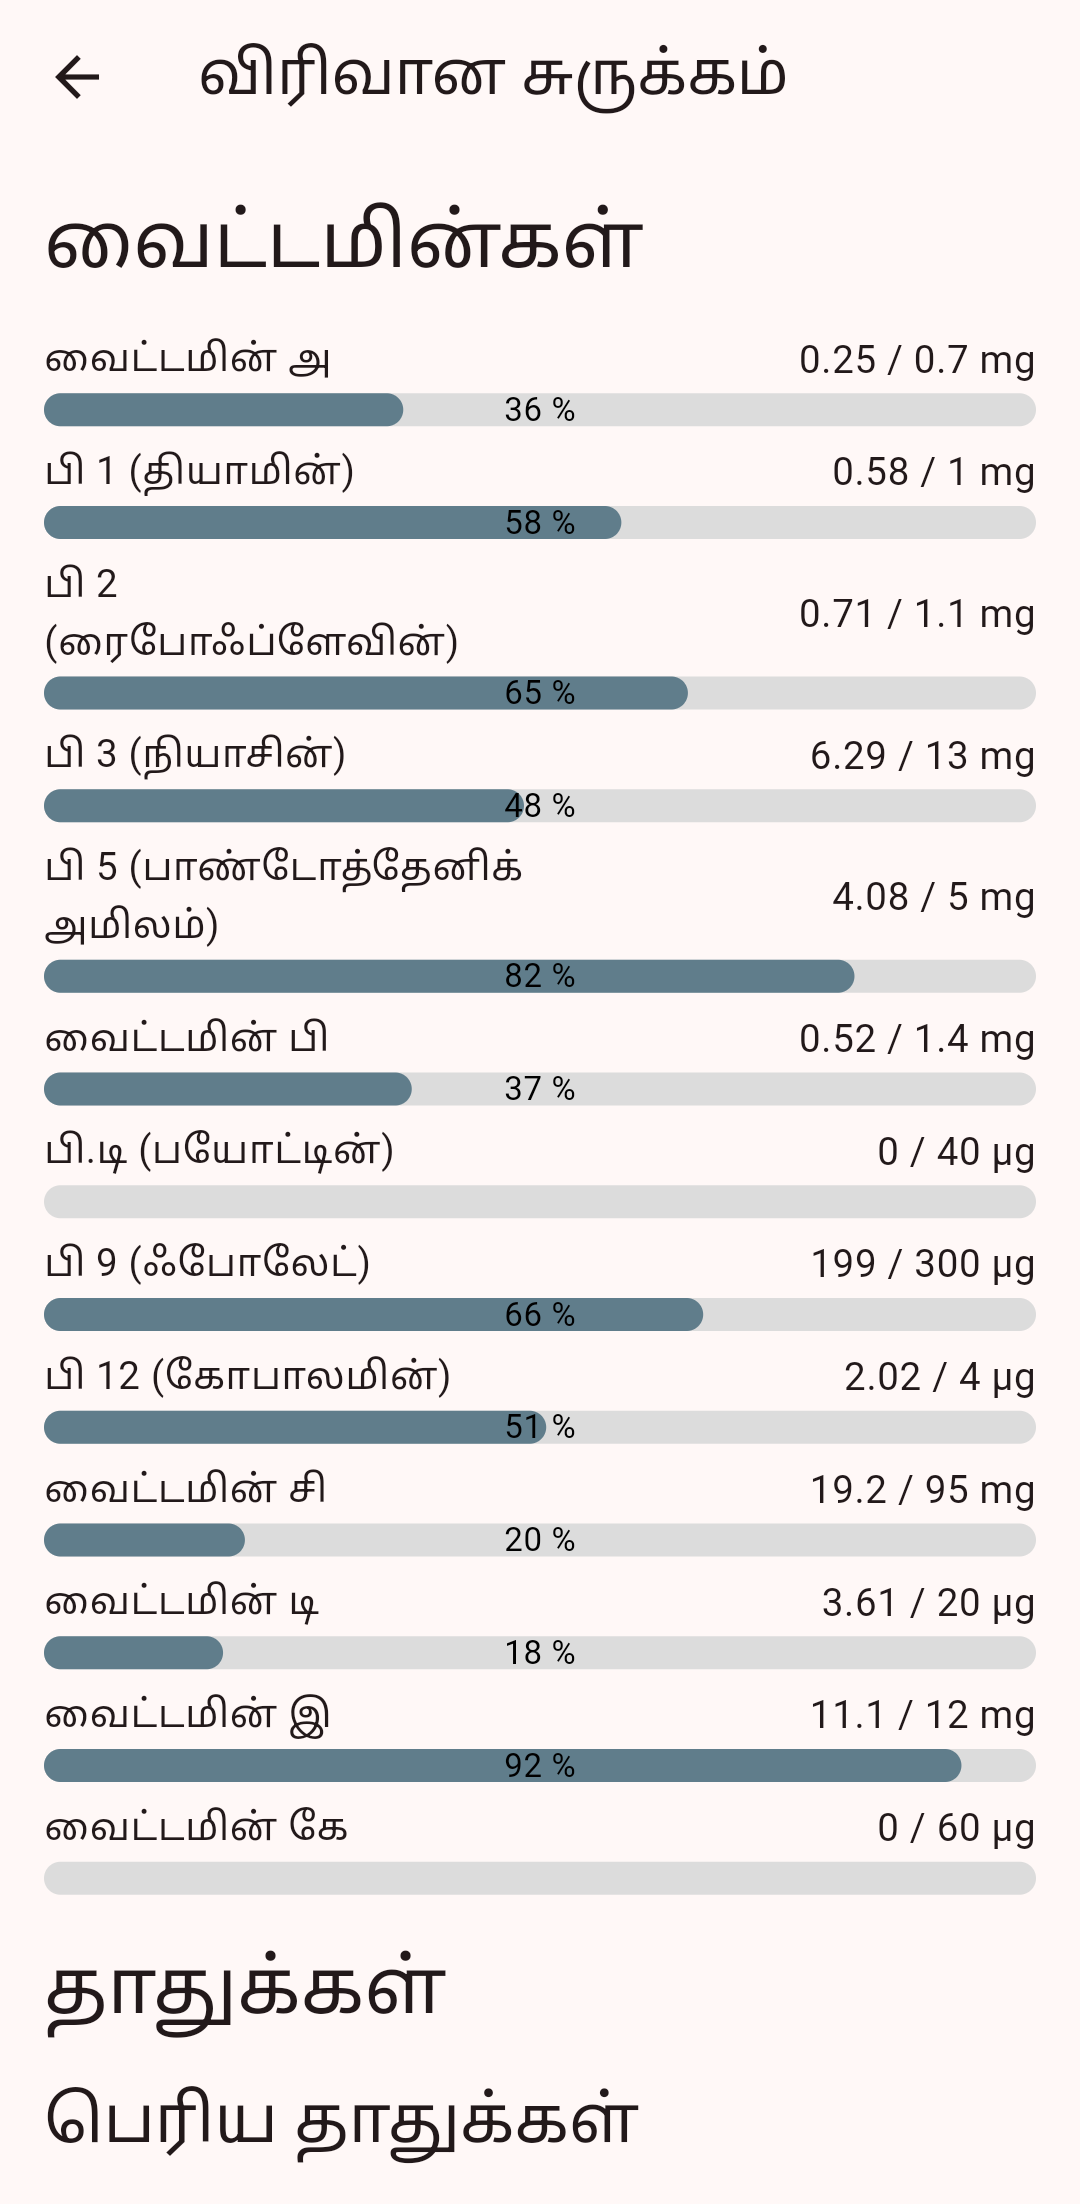 விரிவான சுருக்கம்
வைட்டமின்கள்
வைட்டமின் அ 0.25 / 0.7 mg
36 %
பி 1 (தியாமின்) 0.58 / 1 mg
58 %
பி 2
(ரைபோஃப்ளேவின்) 0.71 / 1.1 mg
65 %
பி 3 (நியாசின்) 6.29 / 13 mg
48 %
பி 5 (பாண்டோத்தேனிக்
அமிலம்) 4.08 / 5 mg
82 %
வைட்டமின் பி 0.52 / 1.4 mg
37 %
பி.டி (பயோட்டின்) 0 / 40 µg
பி 9 (ஃபோலேட்) 199 / 300 µg
66 %
பி 12 (கோபாலமின்) 2.02 / 4 µg
51 %
வைட்டமின் சி 19.2 / 95 mg
20 %
வைட்டமின் டி 3.61 / 20 µg
18 %
வைட்டமின் இ 11.1 / 12 mg
92 %
வைட்டமின் கே 0 / 60 µg
தாதுக்கள்
பெரிய தாதுக்கள்